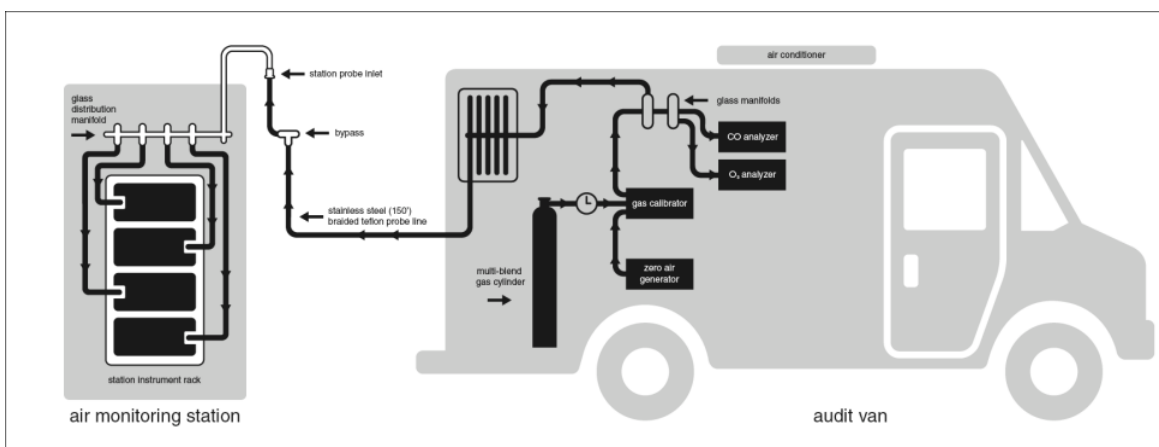 air conditioner
station probe inlet
glass
distribution
manifold
glass manifolds
bypass
CO analyzer
O₃ analyzer
stainless steel (150')
braided teflon probe line
gas calibrator
multi-blend
gas cylinder
zero air
generator
station instrument rack
air monitoring station
audit van